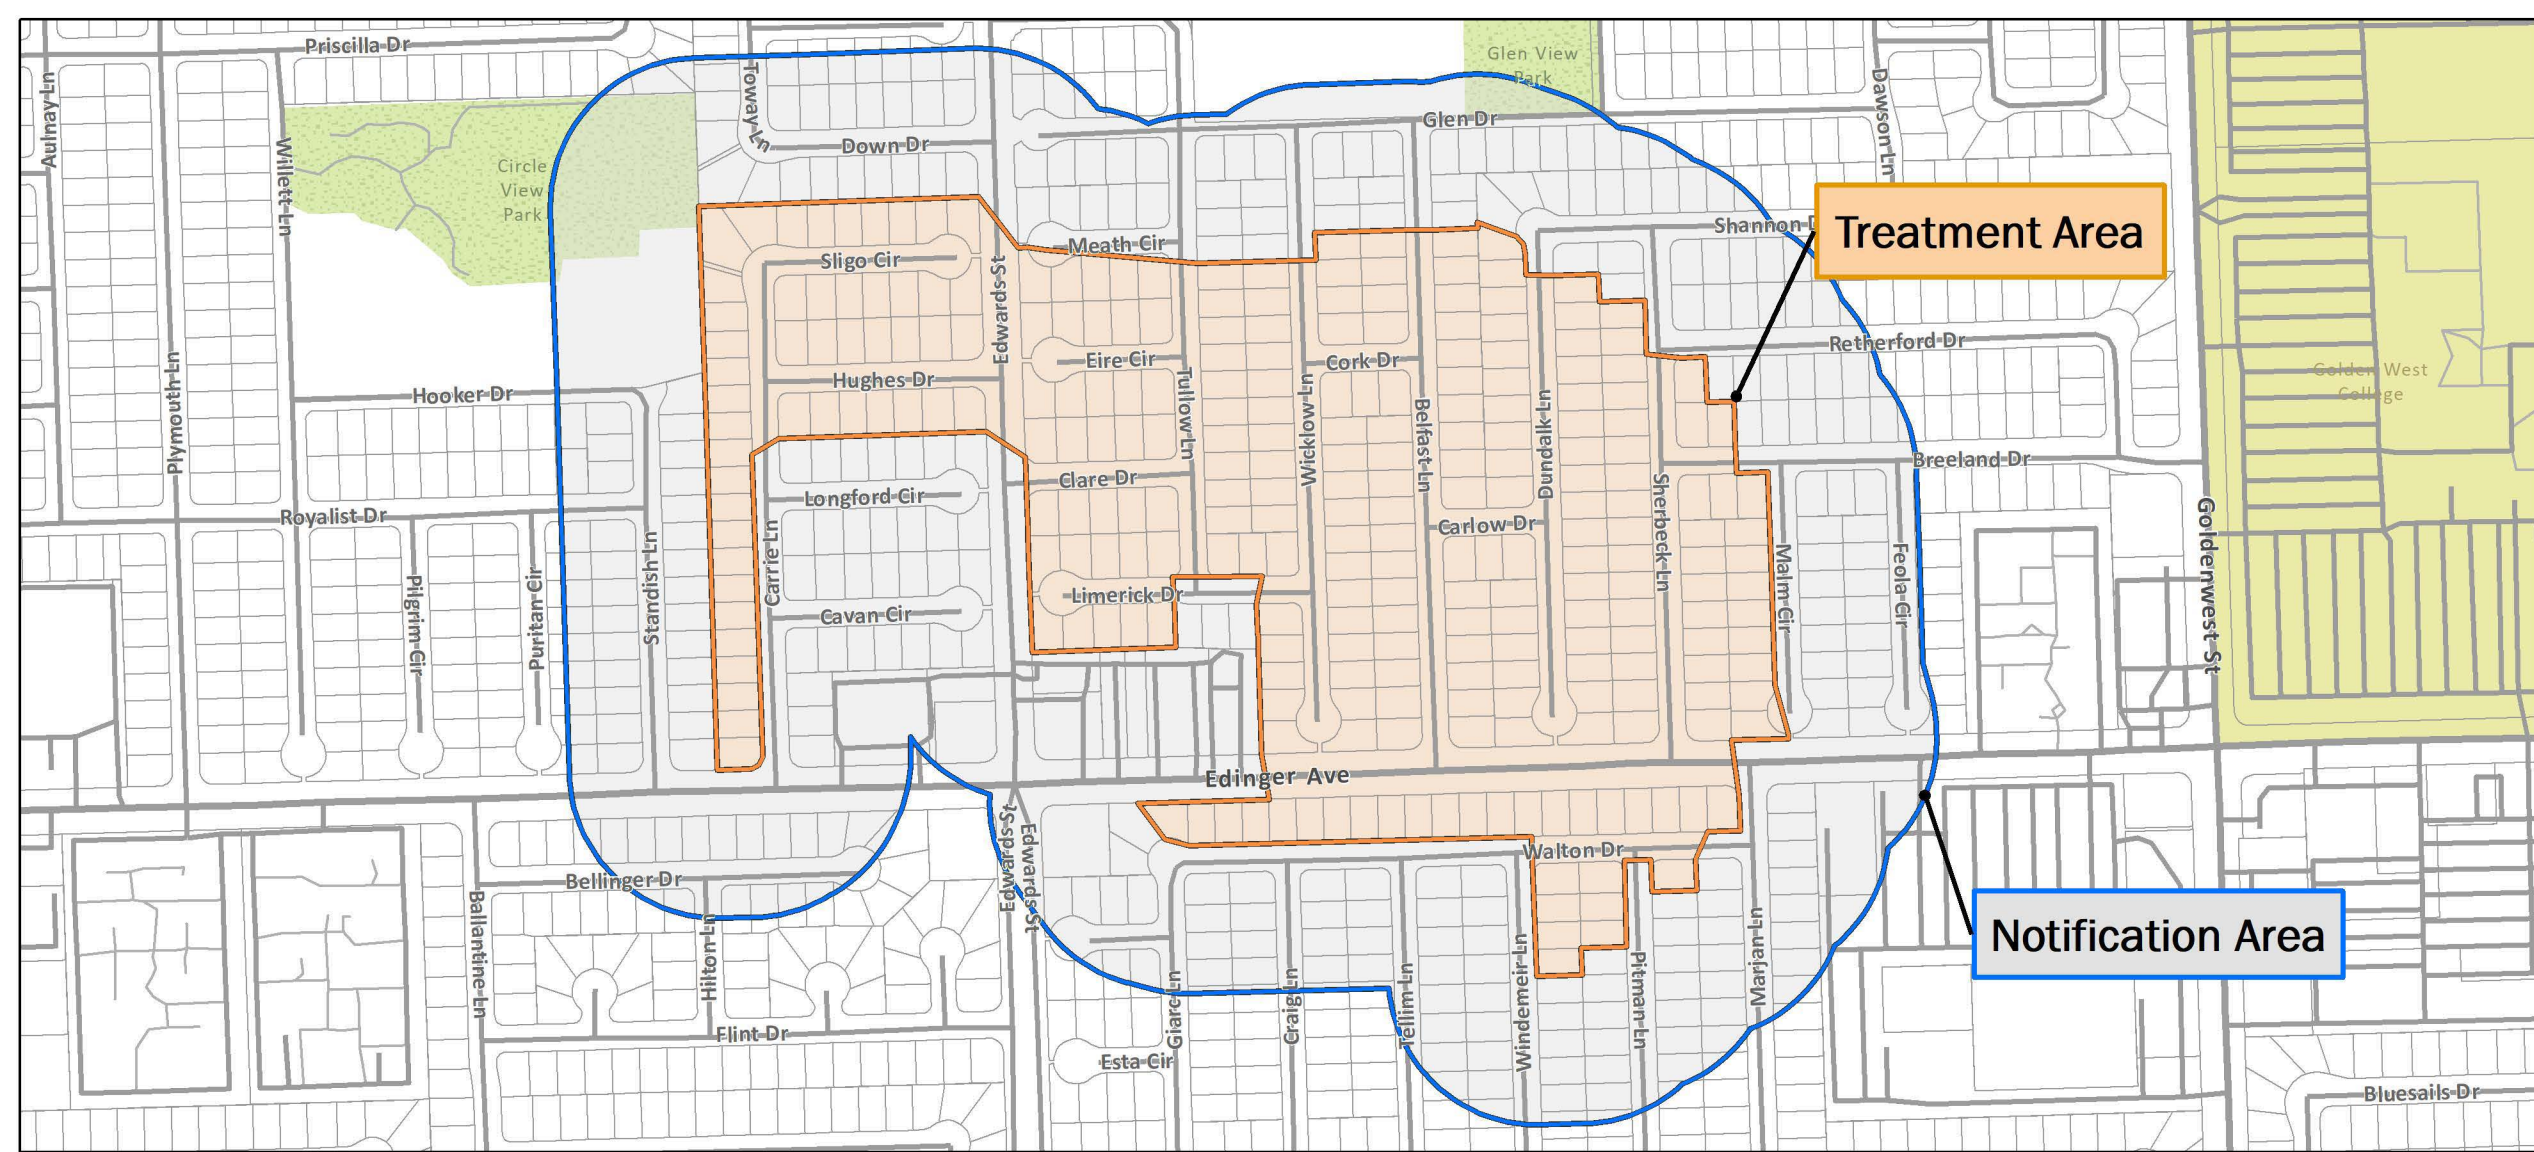 Priscilla Dr
Aulnay Ln
Toway Ln
Glen View
Park
Dawson Ln
Glen Dr
Down Dr
Willett Ln
Circle
View
Park
Shannon D
Treatment Area
Meath Cir
Sligo Cir
Edwards St
Retherford Dr
Eire Cir
Cork Dr
Hughes Dr
Hooker Dr
Golden West
College
Plymouth Ln
Tullow Ln
Wicklow Ln
Belfast Ln
Dundalk Ln
Breeland Dr
Clare Dr
Longford Cir
Royalist Dr
Carlow Dr
Sherbeck Ln
Goldenwest St
Standish Ln
Carrie Ln
Malm Cir
Feola Cir
Pilgrim Cir
Puritan Cir
Limerick Dr
Cavan Cir
Edinger Ave
Edwards St
Edwards St
Walton Dr
Bellinger Dr
Ballantine Ln
Hilton Ln
Notification Area
Giard Ln
Craig Ln
Tellim Ln
Windemeir Ln
Pitmann Ln
Marjan Ln
Flint Dr
Esta Cir
Bluesails Dr